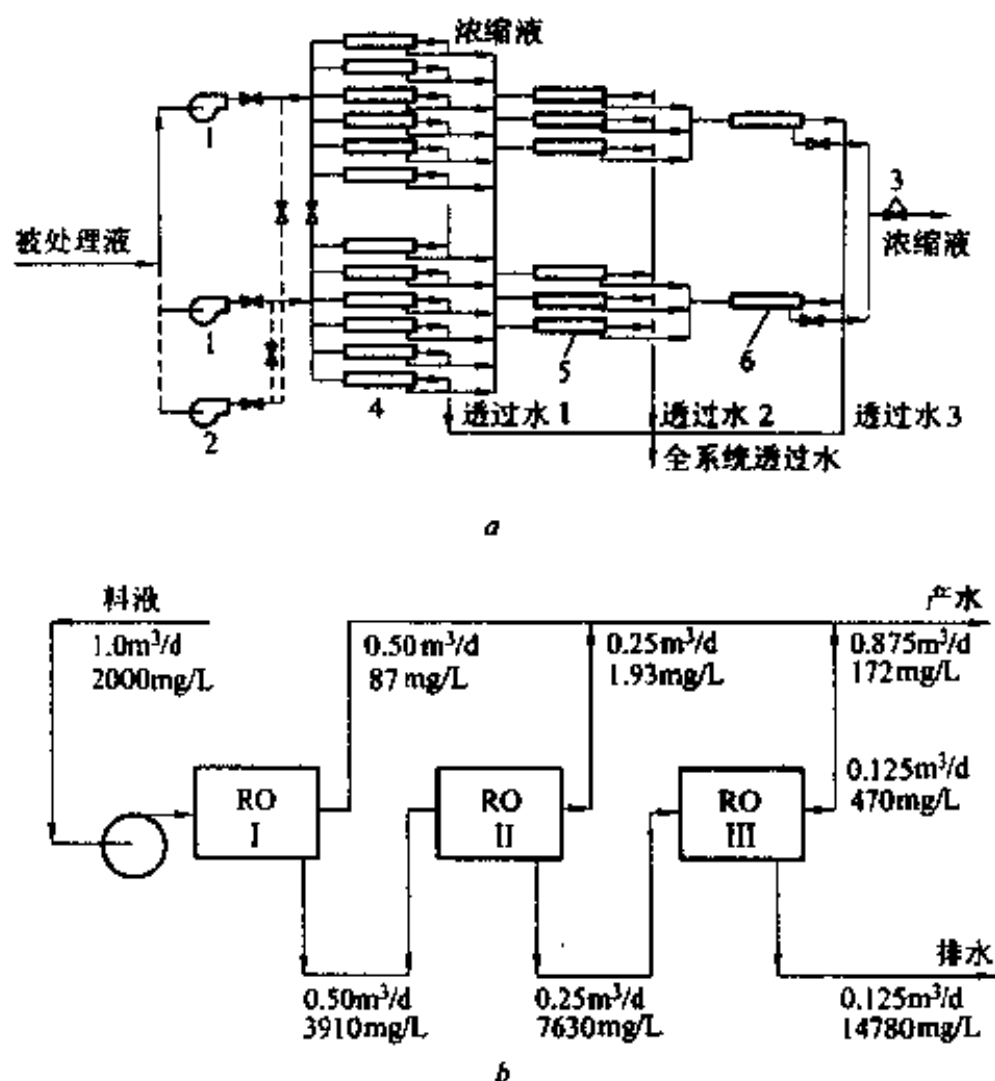 浓缩液
1
3
被处理液
浓缩液
1
5
6
2
4
透过水 1
透过水 2
透过水 3
全系统透过水
a
料液
产水
1.0m³/d
2000mg/L
0.50m³/d
87 mg/L
0.25m³/d
1.93mg/L
0.875m³/d
172mg/L
0.125m³/d
470mg/L
RO
I
RO
II
RO
III
排水
0.50m³/d
3910mg/L
0.25m³/d
7630mg/L
0.125m³/d
14780mg/L
b